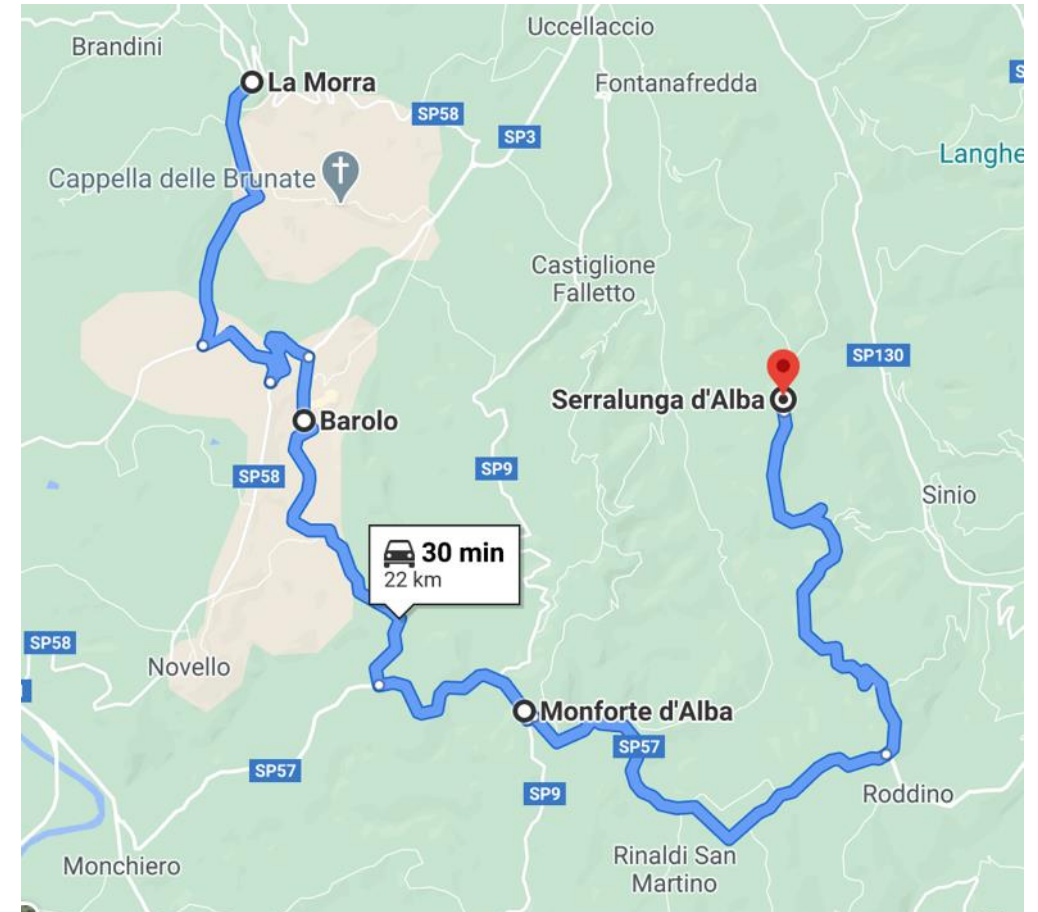 Uccellaccio
Brandini
La Morra
Fontanafredda
S
SP58
SP3
Langhe
Cappella delle Brunate
Castiglione
Falletto
SP130
Serralunga d'Alba
Barolo
SP9
SP58
Sinio
30 min
22 km
SP58
Novello
Monforte d'Alba
SP57
SP57
SP9
Roddino
Rinaldi San
Martino
Monchiero